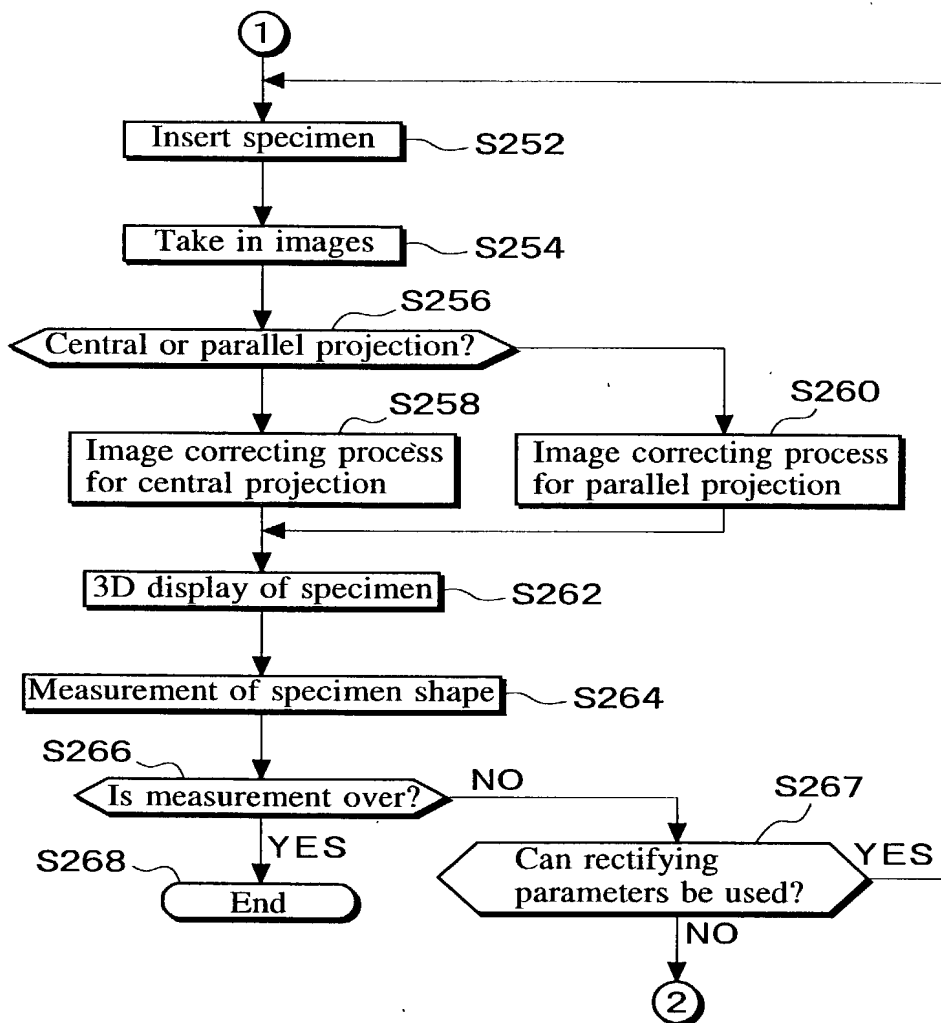 1
Insert specimen
S252
Take in images
S254
S256
Central or parallel projection?
S258
S260
Image correcting process
for central projection
Image correcting process
for parallel projection
3D display of specimen
S262
Measurement of specimen shape
S264
S266
Is measurement over?
NO
S267
YES
Can rectifying
parameters be used?
YES
S268
End
NO
2